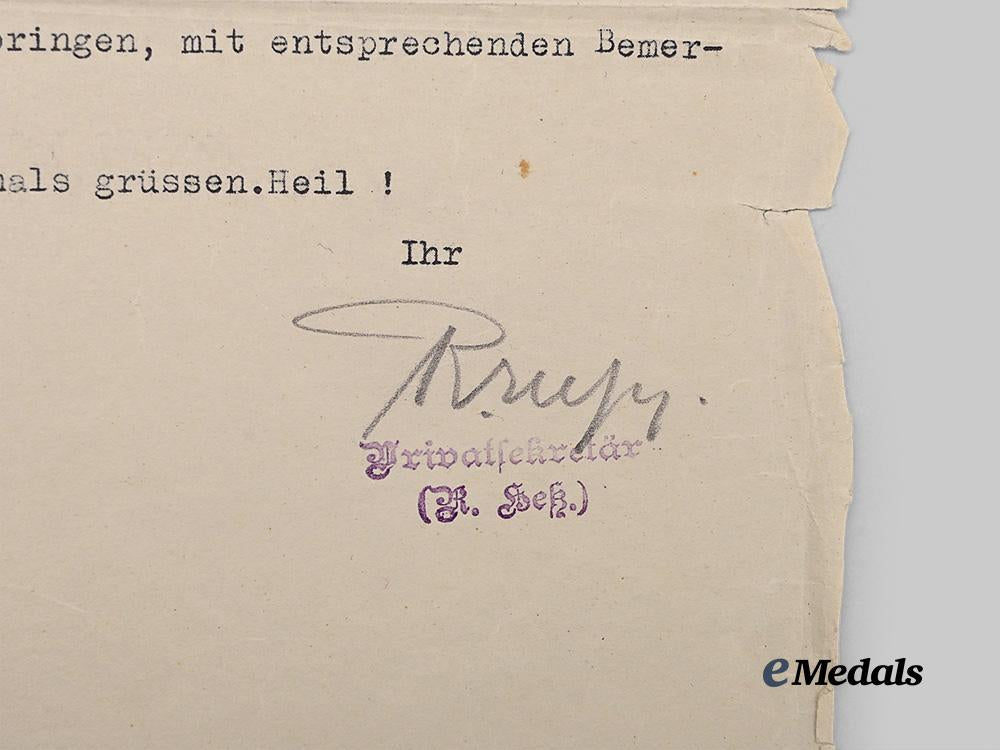 bringen, mit entsprechenden Bemer-
mals grüssen.Heil !
Ihr
Privatsekretär
(R. Heß.)
eMedals